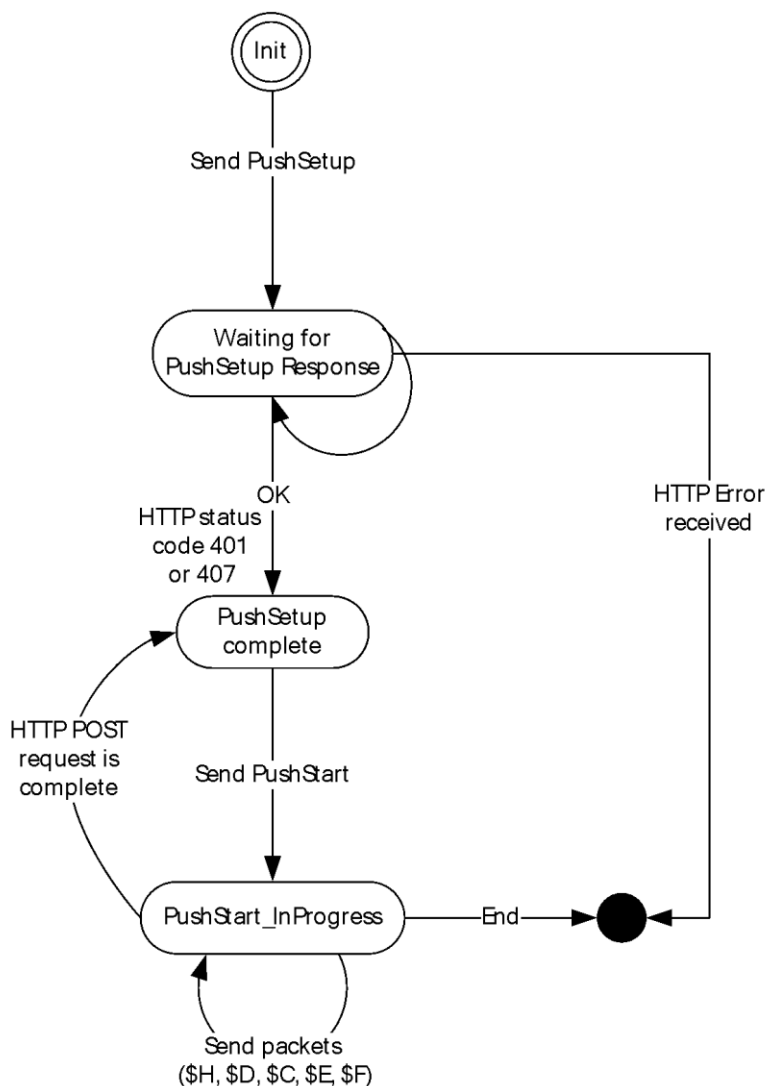 Init
Send PushSetup
Waiting for
PushSetup Response
OK
HTTP status
code 401
or 407
HTTP Error
received
PushSetup
complete
HTTP POST
request is
complete
Send PushStart
PushStart_InProgress
End
Send packets
($H, $D, $C, $E, $F)